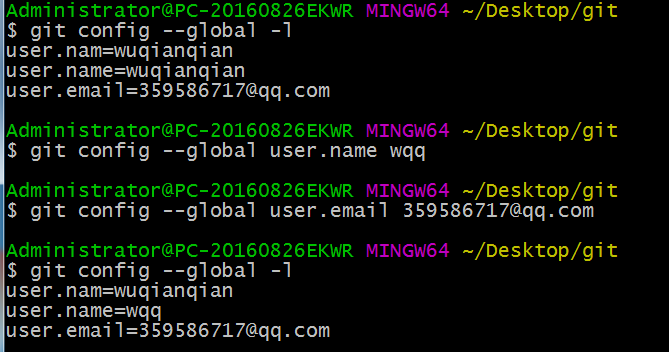 Administrator@PC-20160826EKWR MINGW64 ~/Desktop/git
$ git config --global -l
user.nam=wuqianqian
user.name=wuqianqian
user.email=359586717@qq.com
Administrator@PC-20160826EKWR MINGW64 ~/Desktop/git
$ git config --global user.name wqq
Administrator@PC-20160826EKWR MINGW64 ~/Desktop/git
$ git config --global user.email 359586717@qq.com
Administrator@PC-20160826EKWR MINGW64 ~/Desktop/git
$ git config --global -l
user.nam=wuqianqian
user.name=wqq
user.email=359586717@qq.com